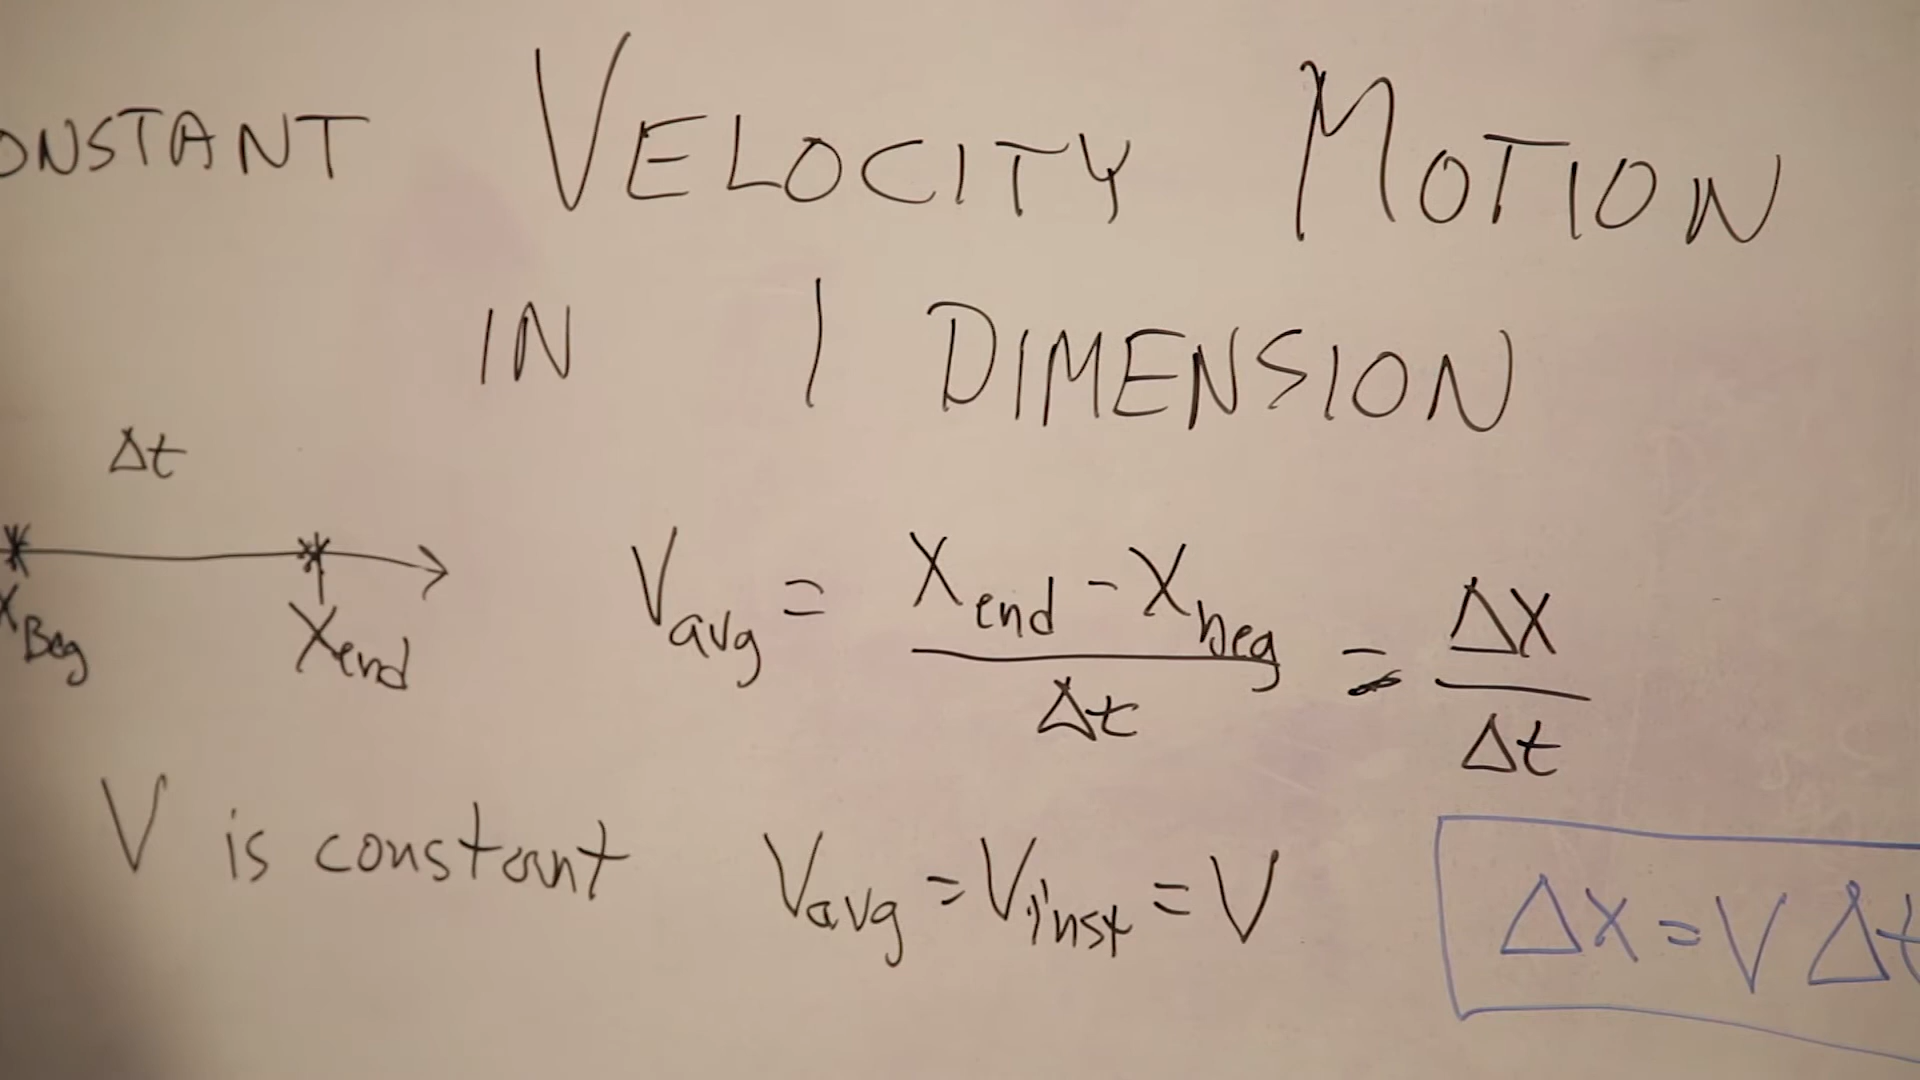 ONSTANT VELOCITY MOTION
IN 1 DIMENSION
Δt
XBeg Xend
Vavg = Xend - Xbeg / Δt = ΔX / Δt
V is constant Vavg = Vinst = V
ΔX = V Δt